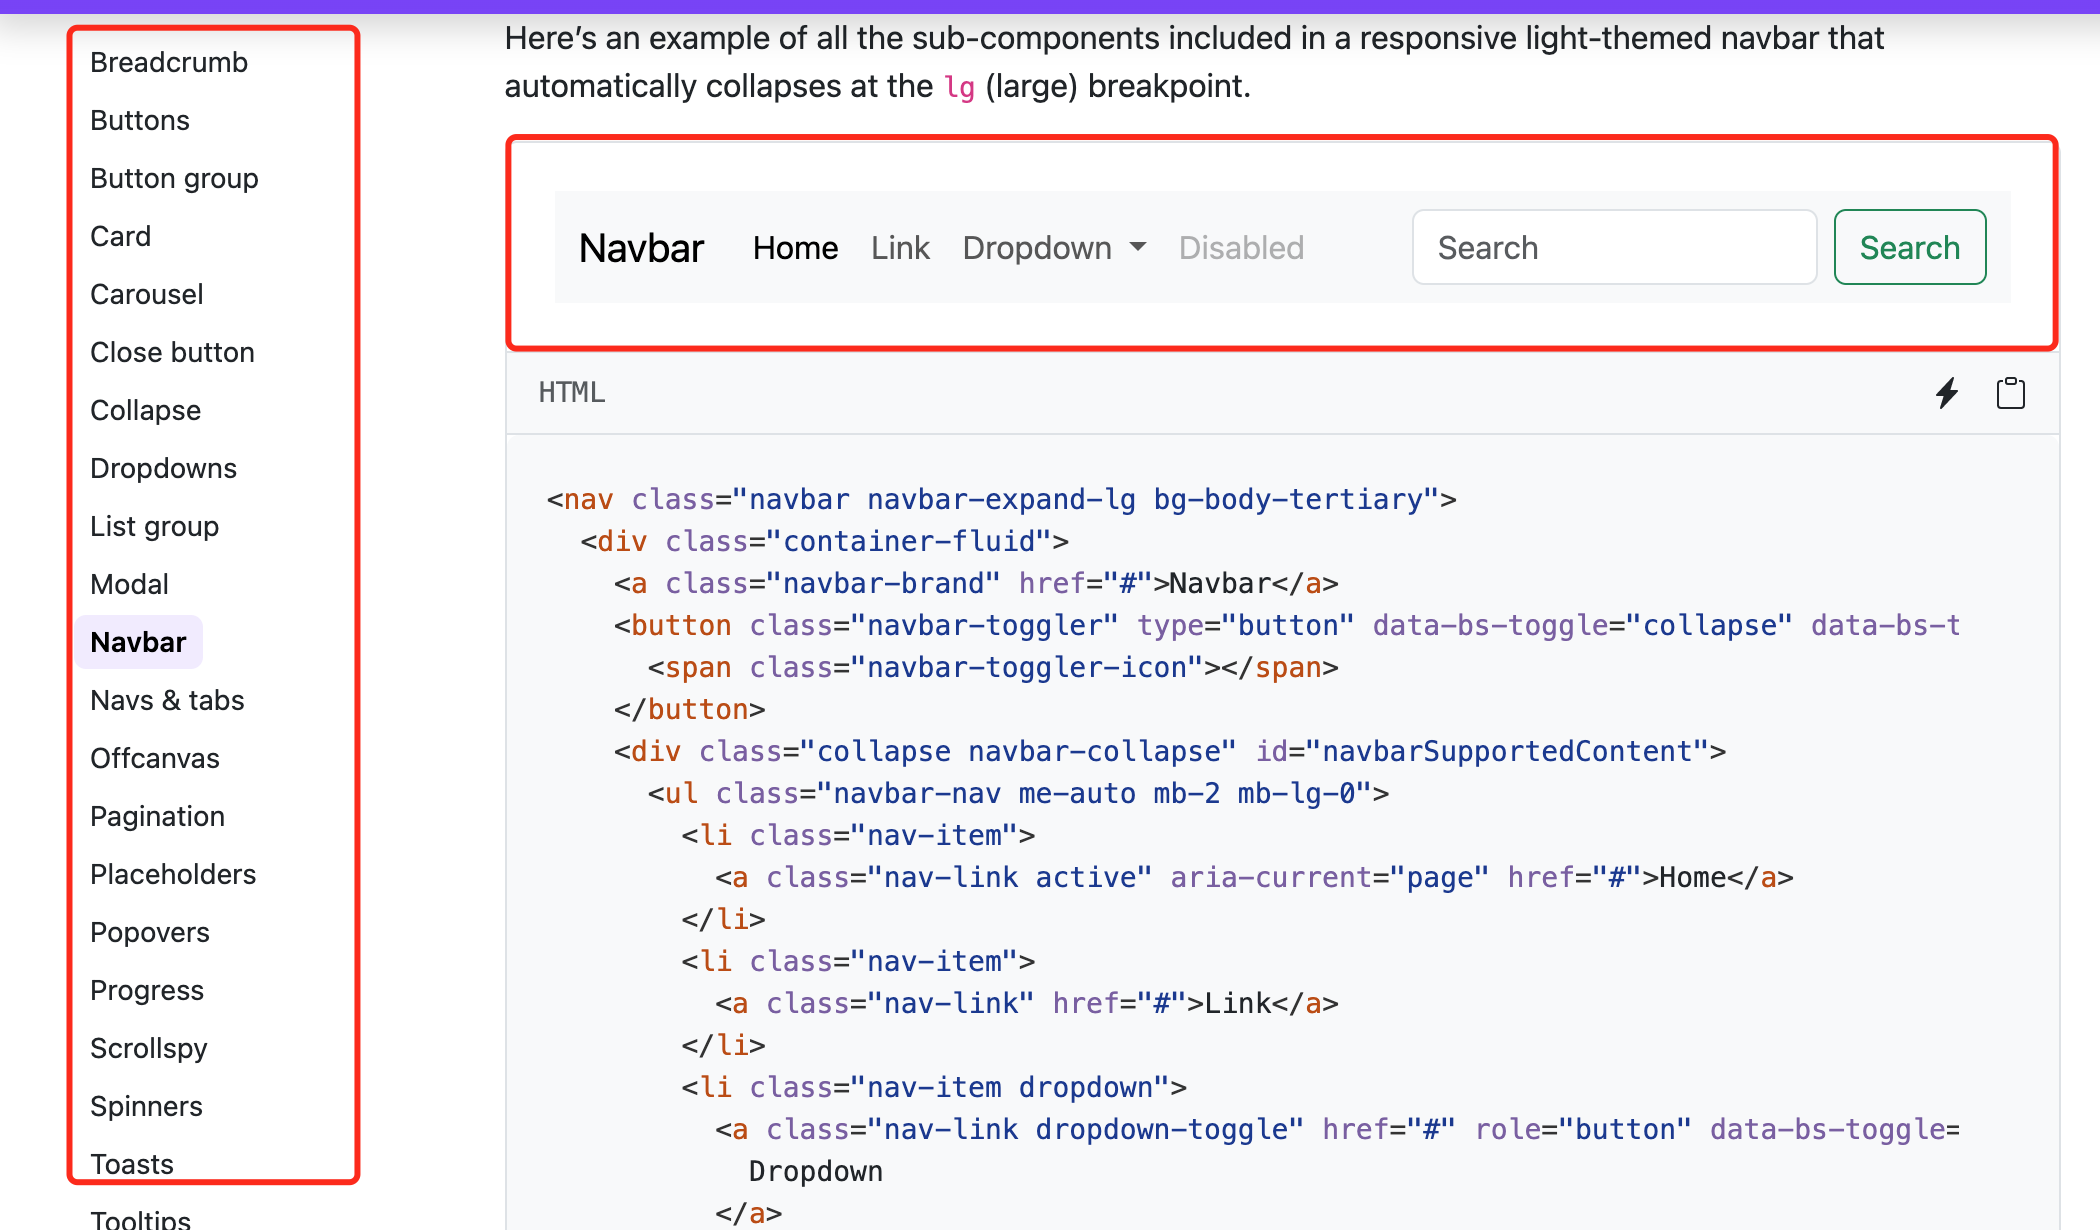 Breadcrumb
Buttons
Button group
Card
Carousel
Close button
Collapse
Dropdowns
List group
Modal
Navbar
Navs & tabs
Offcanvas
Pagination
Placeholders
Popovers
Progress
Scrollspy
Spinners
Toasts
Tooltips
Here’s an example of all the sub-components included in a responsive light-themed navbar that
automatically collapses at the lg (large) breakpoint.
Navbar Home Link Dropdown Disabled Search Search
HTML
<nav class="navbar navbar-expand-lg bg-body-tertiary">
  <div class="container-fluid">
    <a class="navbar-brand" href="#">Navbar</a>
    <button class="navbar-toggler" type="button" data-bs-toggle="collapse" data-bs-t
      <span class="navbar-toggler-icon"></span>
    </button>
    <div class="collapse navbar-collapse" id="navbarSupportedContent">
      <ul class="navbar-nav me-auto mb-2 mb-lg-0">
        <li class="nav-item">
          <a class="nav-link active" aria-current="page" href="#">Home</a>
        </li>
        <li class="nav-item">
          <a class="nav-link" href="#">Link</a>
        </li>
        <li class="nav-item dropdown">
          <a class="nav-link dropdown-toggle" href="#" role="button" data-bs-toggle=
            Dropdown
          </a>